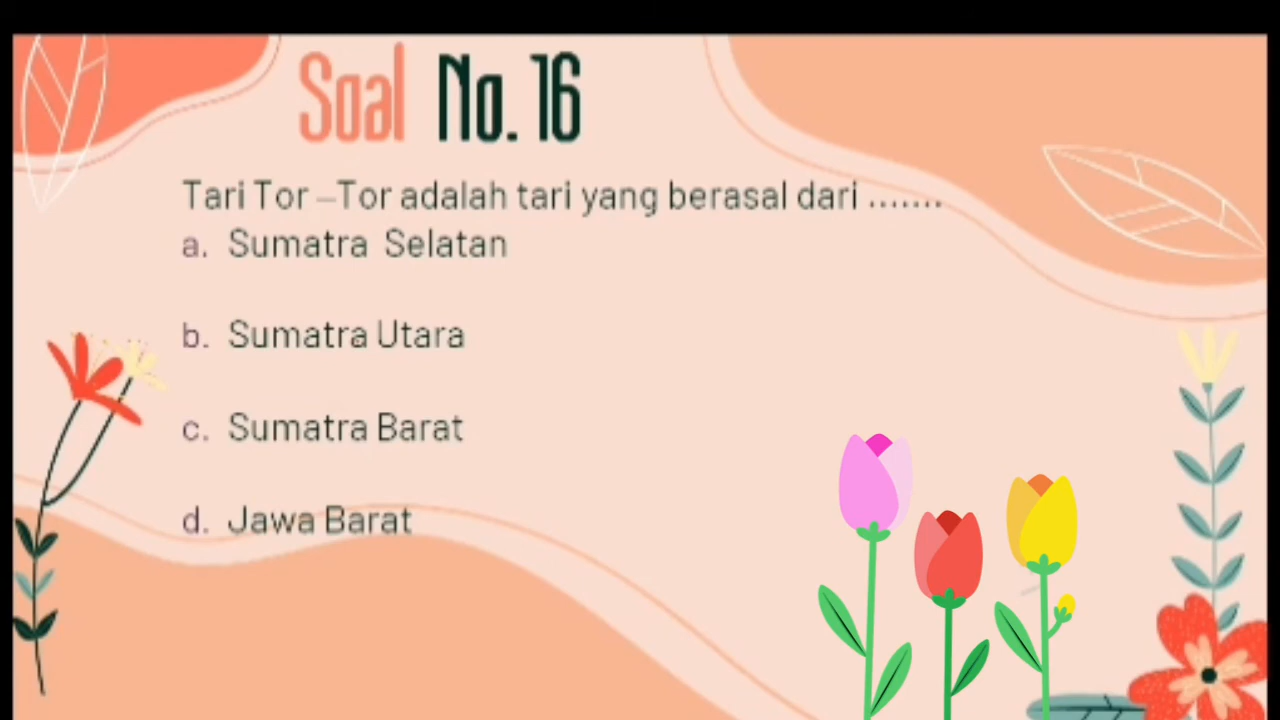 Soal No. 16
Tari Tor –Tor adalah tari yang berasal dari .......
a. Sumatra Selatan
b. Sumatra Utara
c. Sumatra Barat
d. Jawa Barat